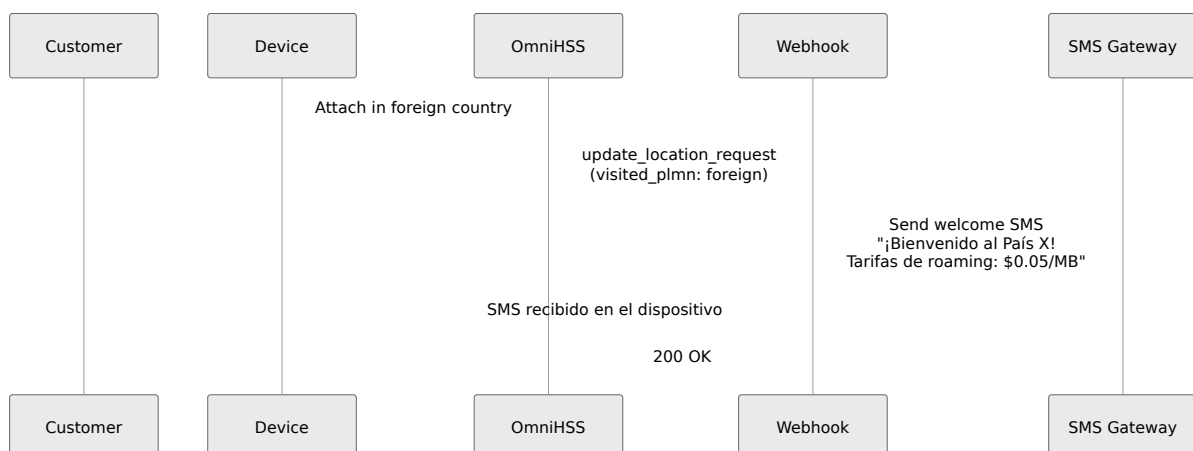 Customer
Device
OmniHSS
Webhook
SMS Gateway
Attach in foreign country
update_location_request
(visited_plmn: foreign)
Send welcome SMS
"¡Bienvenido al País X!
Tarifas de roaming: $0.05/MB"
SMS recibido en el dispositivo
200 OK
Customer
Device
OmniHSS
Webhook
SMS Gateway